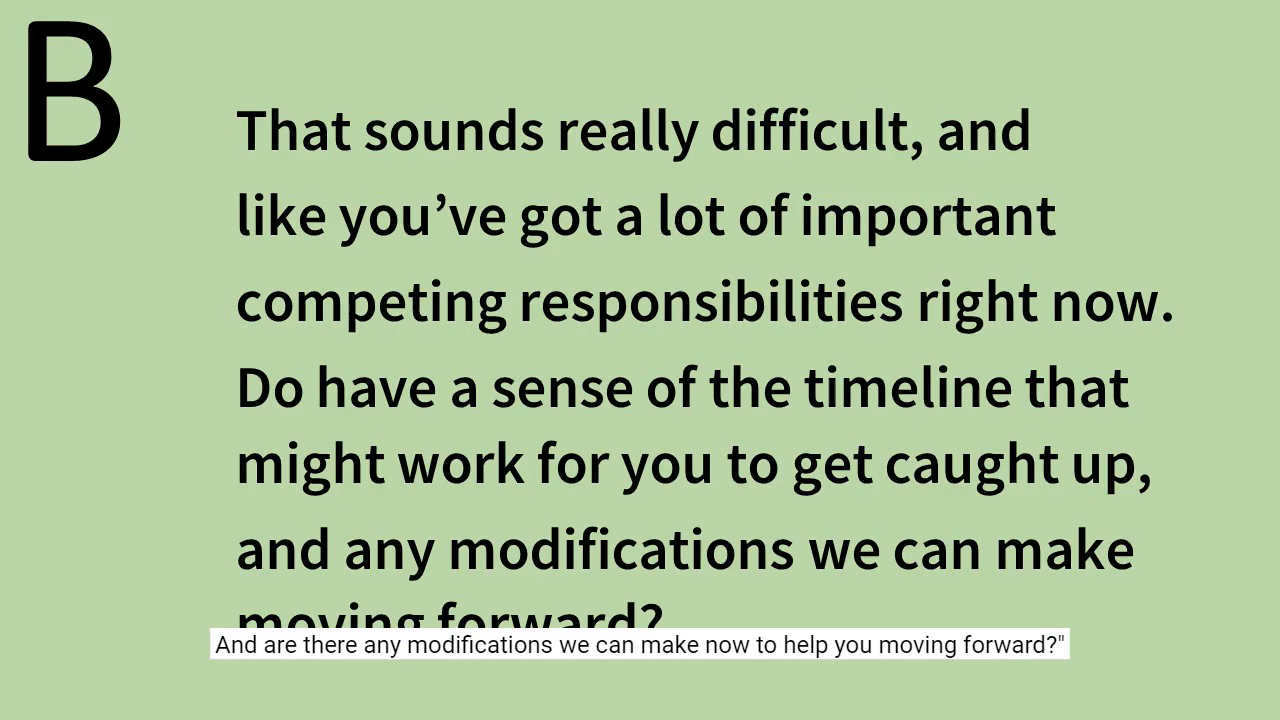 B
That sounds really difficult, and
like you’ve got a lot of important
competing responsibilities right now.
Do have a sense of the timeline that
might work for you to get caught up,
and any modifications we can make
moving forward?
And are there any modifications we can make now to help you moving forward?"